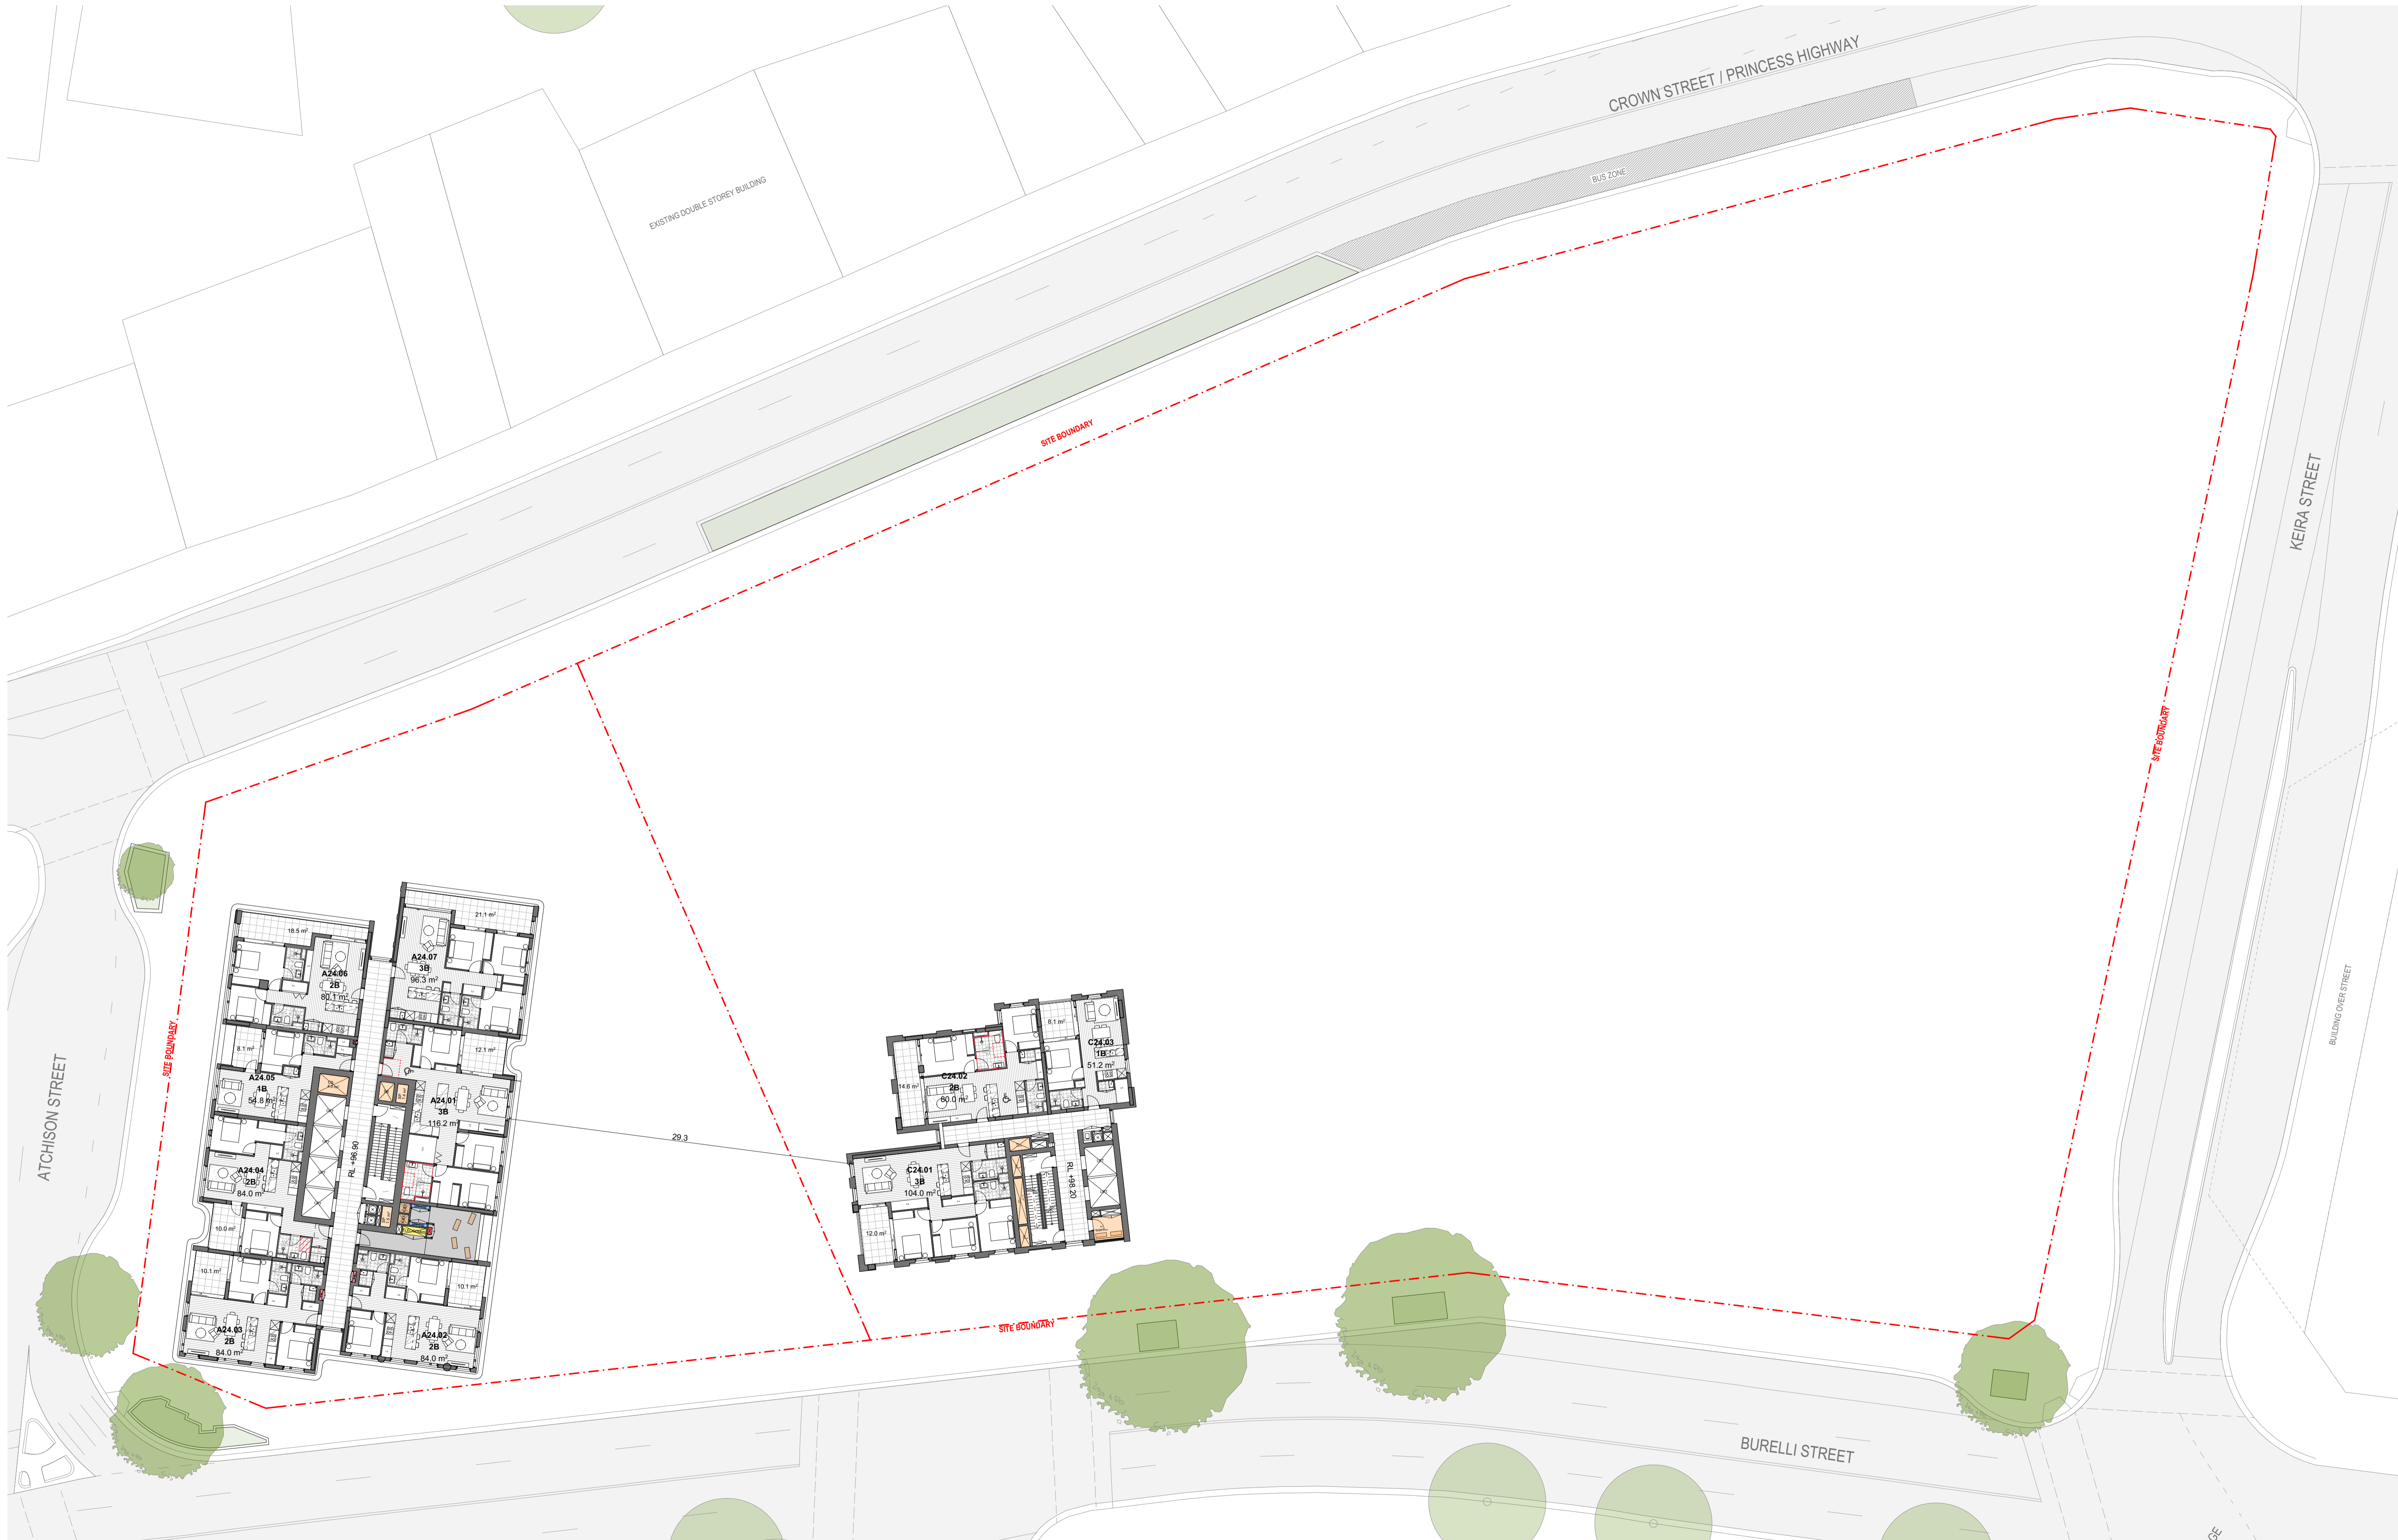 CROWN STREET / PRINCESS HIGHWAY
BUS ZONE
EXISTING DOUBLE STOREY BUILDING
SITE BOUNDARY
KEIRA STREET
SITE BOUNDARY
BUILDING OVER STREET
ATCHISON STREET
SITE BOUNDARY
21.1 m²
18.5 m²
A24.07
3B
96.3 m²
A24.06
2B
80.1 m²
8.1 m²
12.1 m²
A24.05
1B
54.8 m²
A24.01
3B
116.2 m²
RL +96.90
A24.04
2B
84.0 m²
10.0 m²
10.1 m²
10.1 m²
A24.03
2B
84.0 m²
A24.02
2B
84.0 m²
29.3
8.1 m²
C24.03
1B
51.2 m²
14.6 m²
C24.02
2B
80.0 m²
C24.01
3B
104.0 m²
12.0 m²
RL +98.20
SITE BOUNDARY
BURELLI STREET
GE